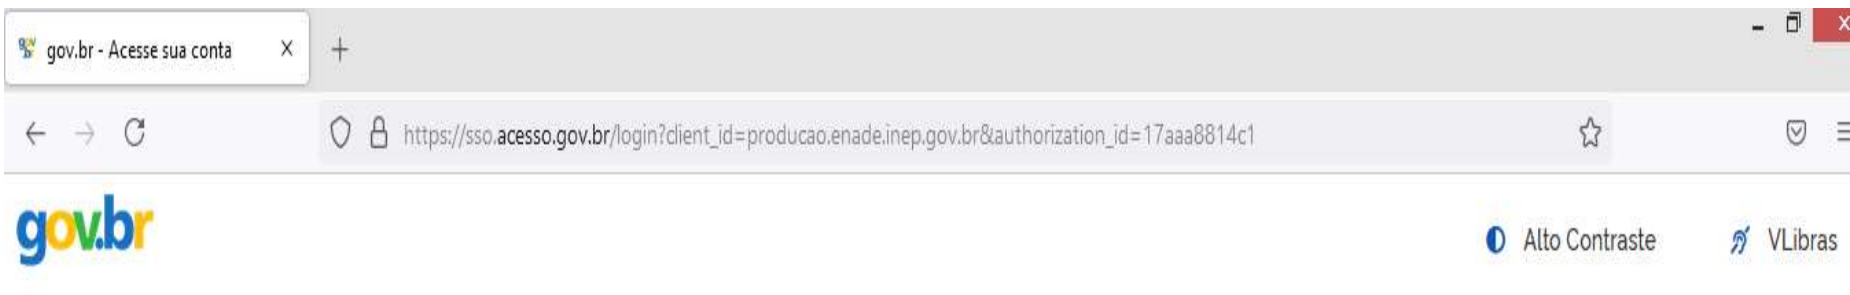 gov.br - Acesse sua conta
https://sso.acesso.gov.br/login?client_id=producao.enade.inep.gov.br&authorization_id=17aaa8814c1
gov.br Alto Contraste VLibras